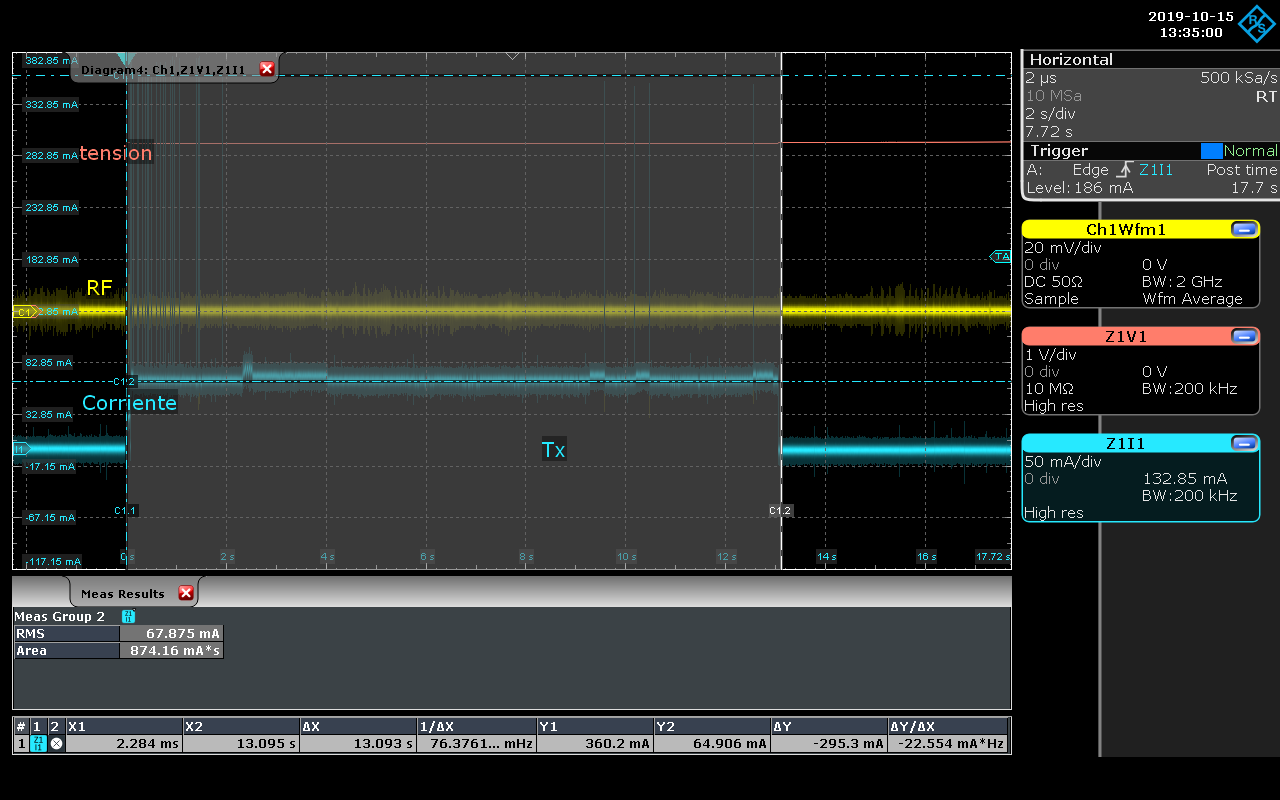 2019-10-15
13:35:00
Diagram4: Ch1,Z1V1,Z1I1
382.85 mA
332.85 mA
tension
282.85 mA
232.85 mA
182.85 mA
TA
RF
C1
2.85 mA
82.85 mA
C1.2
Corriente
32.85 mA
I1
Tx
-17.15 mA
C1.1
C1.2
-67.15 mA
-117.15 mA
0 s
2 s
4 s
6 s
8 s
10 s
12 s
14 s
16 s
17.72 s
Horizontal
2 µs 500 kSa/s
10 MSa RT
2 s/div
7.72 s
Trigger Normal
A: Edge Z1I1 Post time
Level: 186 mA 17.7 s
Ch1Wfm1
20 mV/div
0 div 0 V
DC 50Ω BW: 2 GHz
Sample Wfm Average
Z1V1
1 V/div
0 div 0 V
10 MΩ BW:200 kHz
High res
Z1I1
50 mA/div
0 div 132.85 mA
BW:200 kHz
High res
Meas Results
Meas Group 2 Z1 I1
RMS 67.875 mA
Area 874.16 mA*s
# 1 2 X1 X2 ΔX 1/ΔX Y1 Y2 ΔY ΔY/ΔX
1 Z1 I1 2.284 ms 13.095 s 13.093 s 76.3761... mHz 360.2 mA 64.906 mA -295.3 mA -22.554 mA*Hz